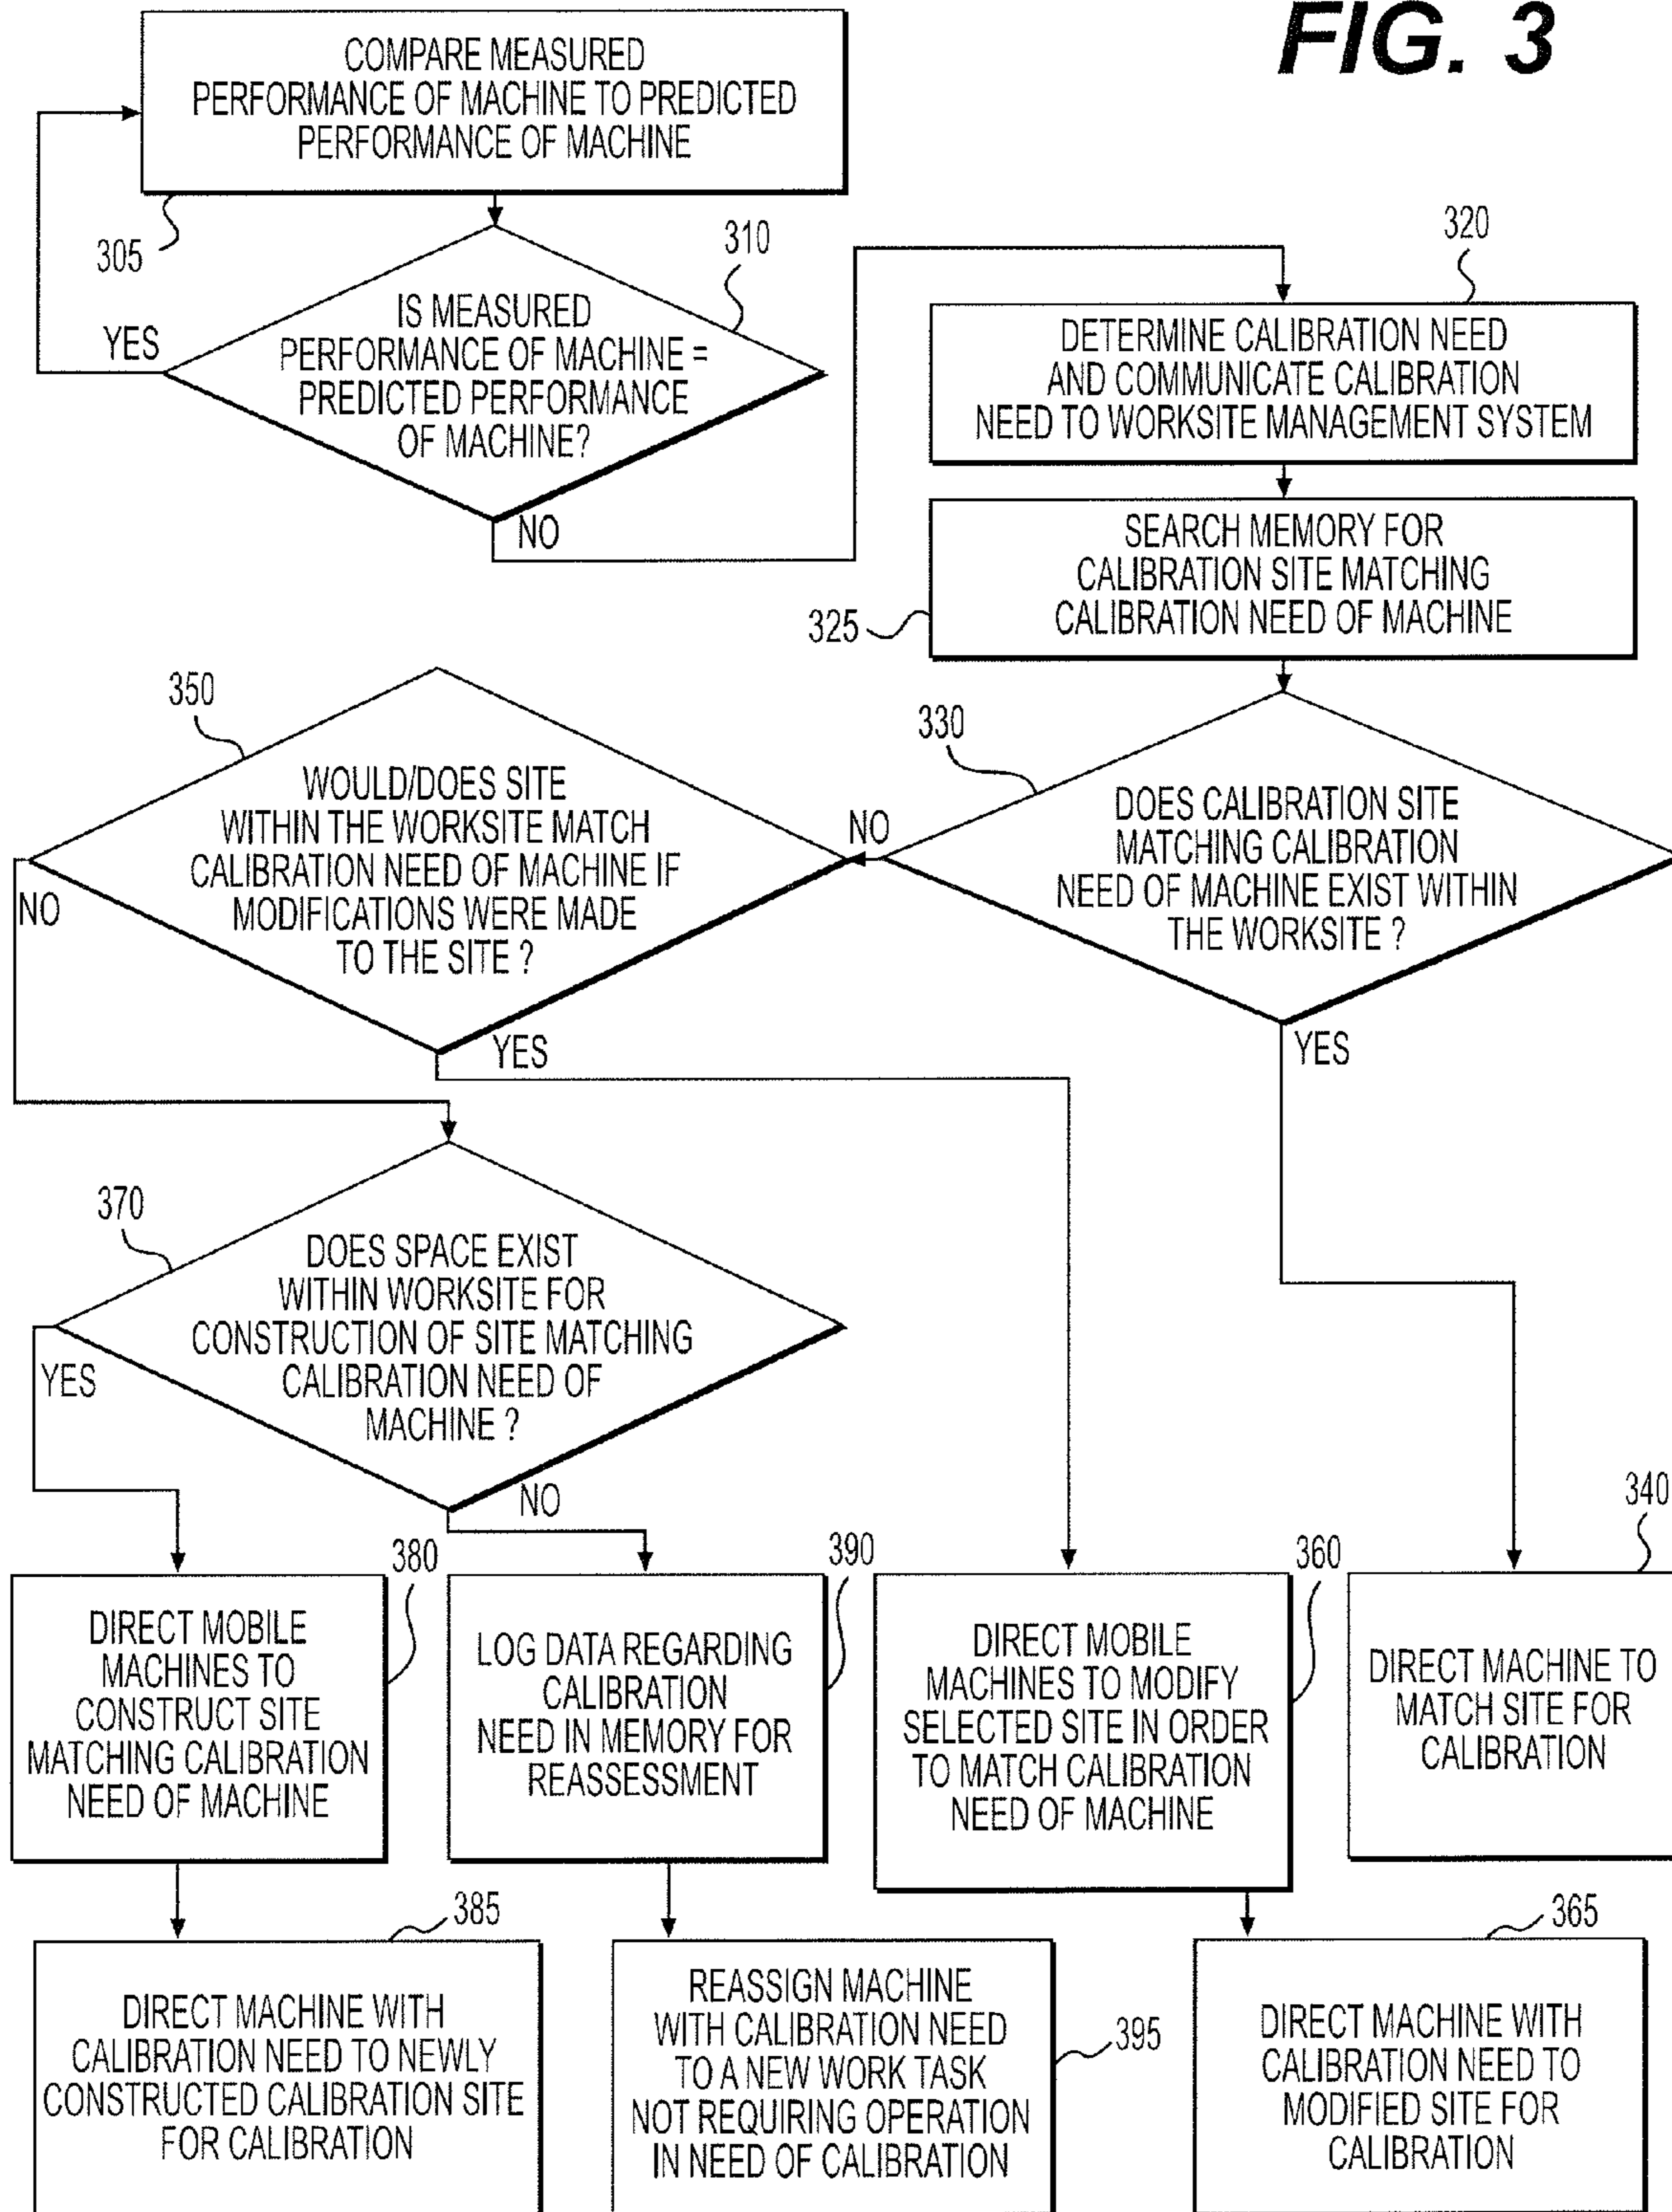 FIG. 3
COMPARE MEASURED
PERFORMANCE OF MACHINE TO PREDICTED
PERFORMANCE OF MACHINE
305
310
IS MEASURED
PERFORMANCE OF MACHINE =
PREDICTED PERFORMANCE
OF MACHINE?
YES
NO
320
DETERMINE CALIBRATION NEED
AND COMMUNICATE CALIBRATION
NEED TO WORKSITE MANAGEMENT SYSTEM
SEARCH MEMORY FOR
CALIBRATION SITE MATCHING
CALIBRATION NEED OF MACHINE
325
330
DOES CALIBRATION SITE
MATCHING CALIBRATION
NEED OF MACHINE EXIST WITHIN
THE WORKSITE ?
NO
YES
350
WOULD/DOES SITE
WITHIN THE WORKSITE MATCH
CALIBRATION NEED OF MACHINE IF
MODIFICATIONS WERE MADE
TO THE SITE ?
NO
YES
370
DOES SPACE EXIST
WITHIN WORKSITE FOR
CONSTRUCTION OF SITE MATCHING
CALIBRATION NEED OF
MACHINE ?
YES
NO
380
DIRECT MOBILE
MACHINES TO
CONSTRUCT SITE
MATCHING CALIBRATION
NEED OF MACHINE
390
LOG DATA REGARDING
CALIBRATION
NEED IN MEMORY FOR
REASSESSMENT
360
DIRECT MOBILE
MACHINES TO MODIFY
SELECTED SITE IN ORDER
TO MATCH CALIBRATION
NEED OF MACHINE
340
DIRECT MACHINE TO
MATCH SITE FOR
CALIBRATION
385
DIRECT MACHINE WITH
CALIBRATION NEED TO NEWLY
CONSTRUCTED CALIBRATION SITE
FOR CALIBRATION
REASSIGN MACHINE
WITH CALIBRATION NEED
TO A NEW WORK TASK
NOT REQUIRING OPERATION
IN NEED OF CALIBRATION
395
365
DIRECT MACHINE WITH
CALIBRATION NEED TO
MODIFIED SITE FOR
CALIBRATION